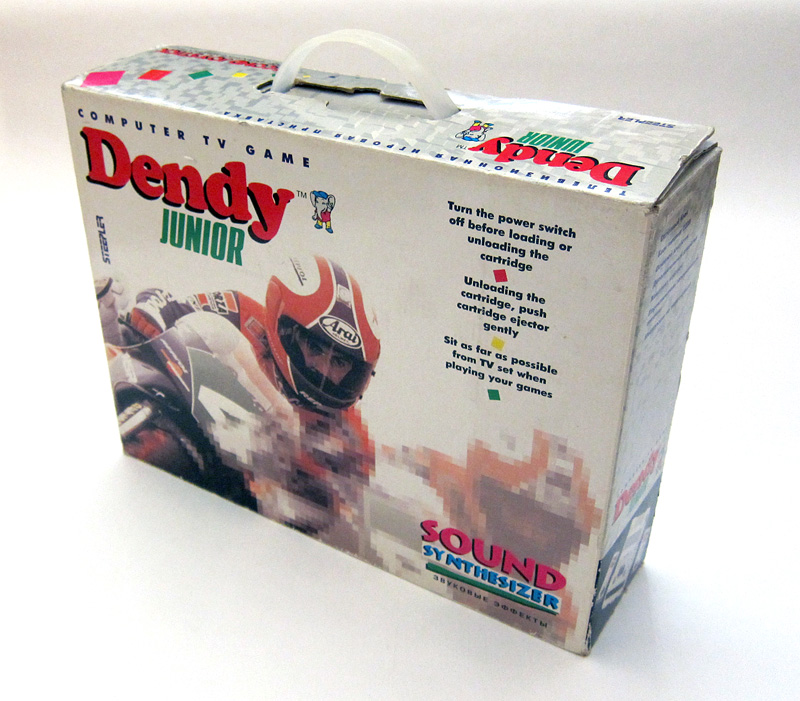 STEEPLER
Dendy
JUNIOR
TM
ТЕЛЕВИЗИОННАЯ ИГРОВАЯ ПРИСТАВКА
COMPUTER TV GAME
Dendy TM
JUNIOR
STEEPLER
Arai
Turn the power switch
off before loading or
unloading the
cartridge
Unloading the
cartridge, push
cartridge ejector
gently
Sit as far as possible
from TV set when
playing your games
SOUND
SYNTHESIZER
ЗВУКОВЫЕ ЭФФЕКТЫ
Dendy